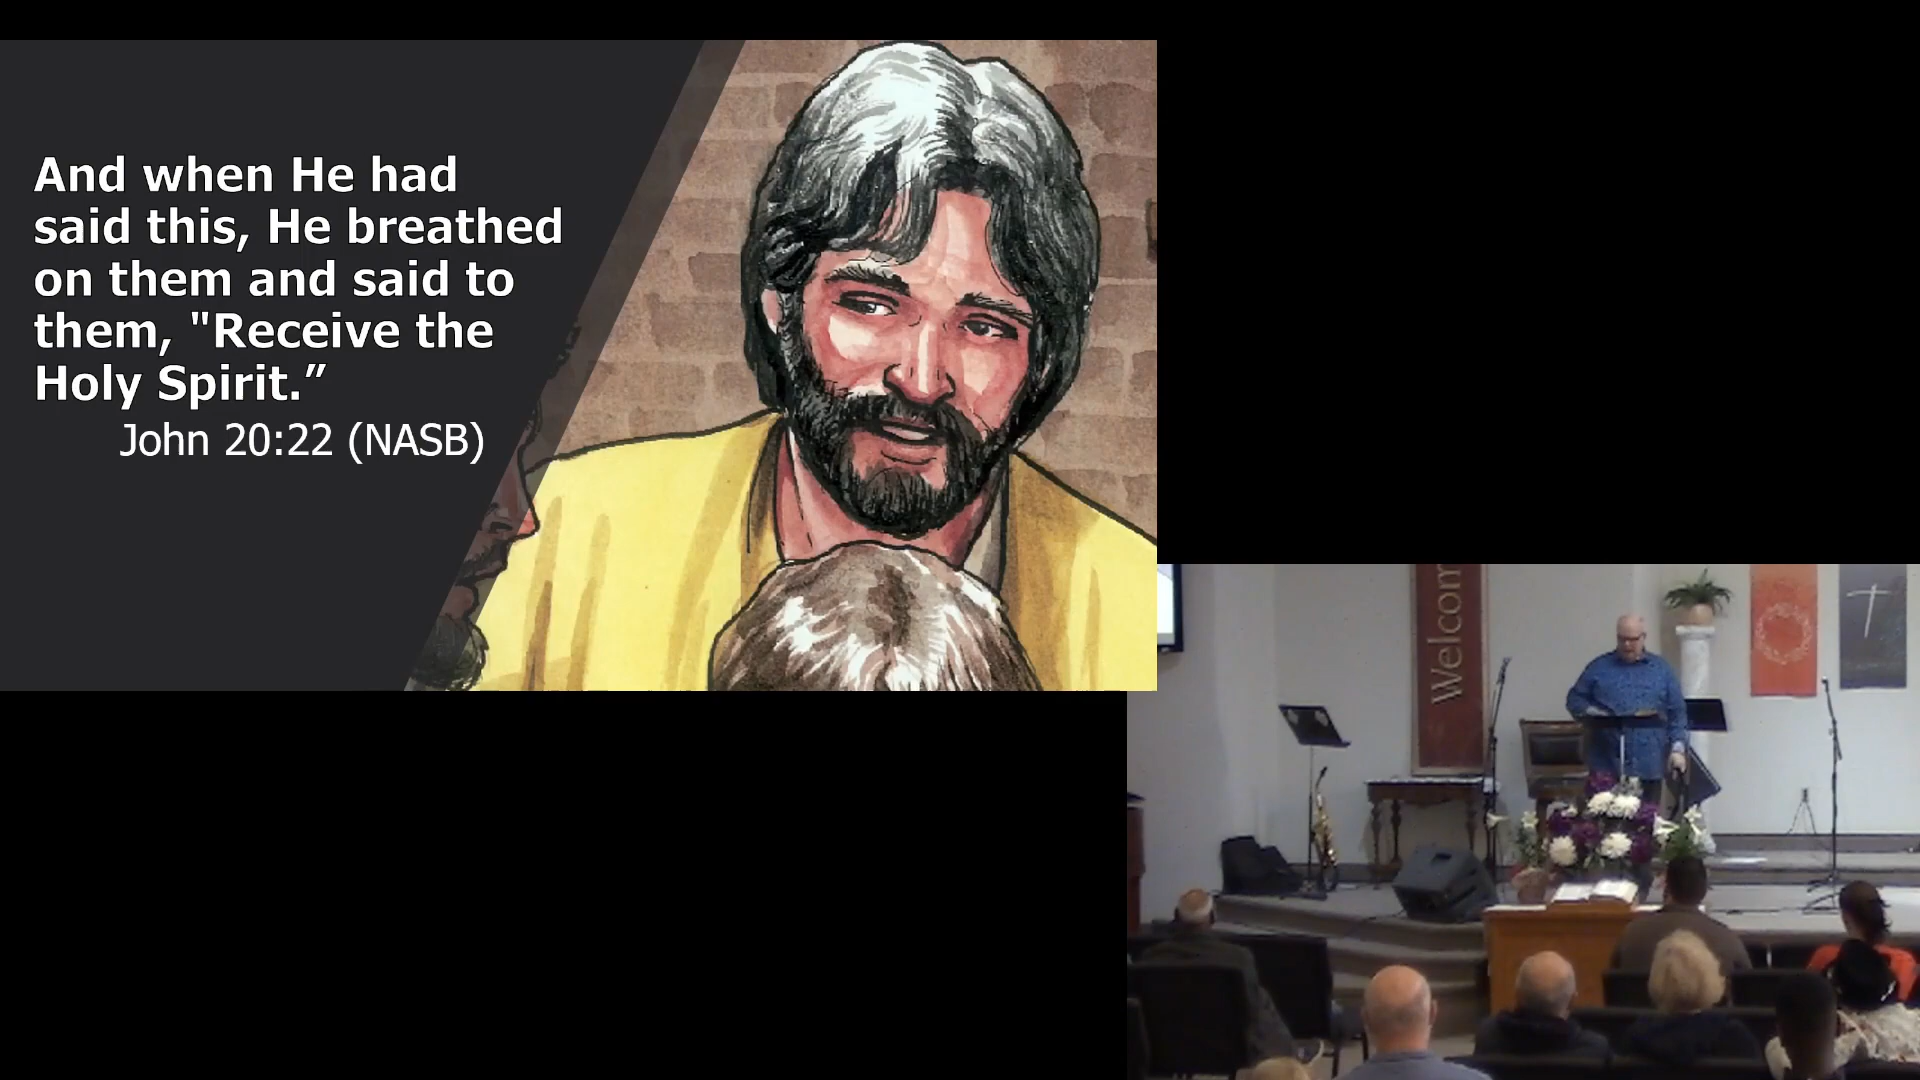 And when He had
said this, He breathed
on them and said to
them, "Receive the
Holy Spirit.”
John 20:22 (NASB)
Welcom